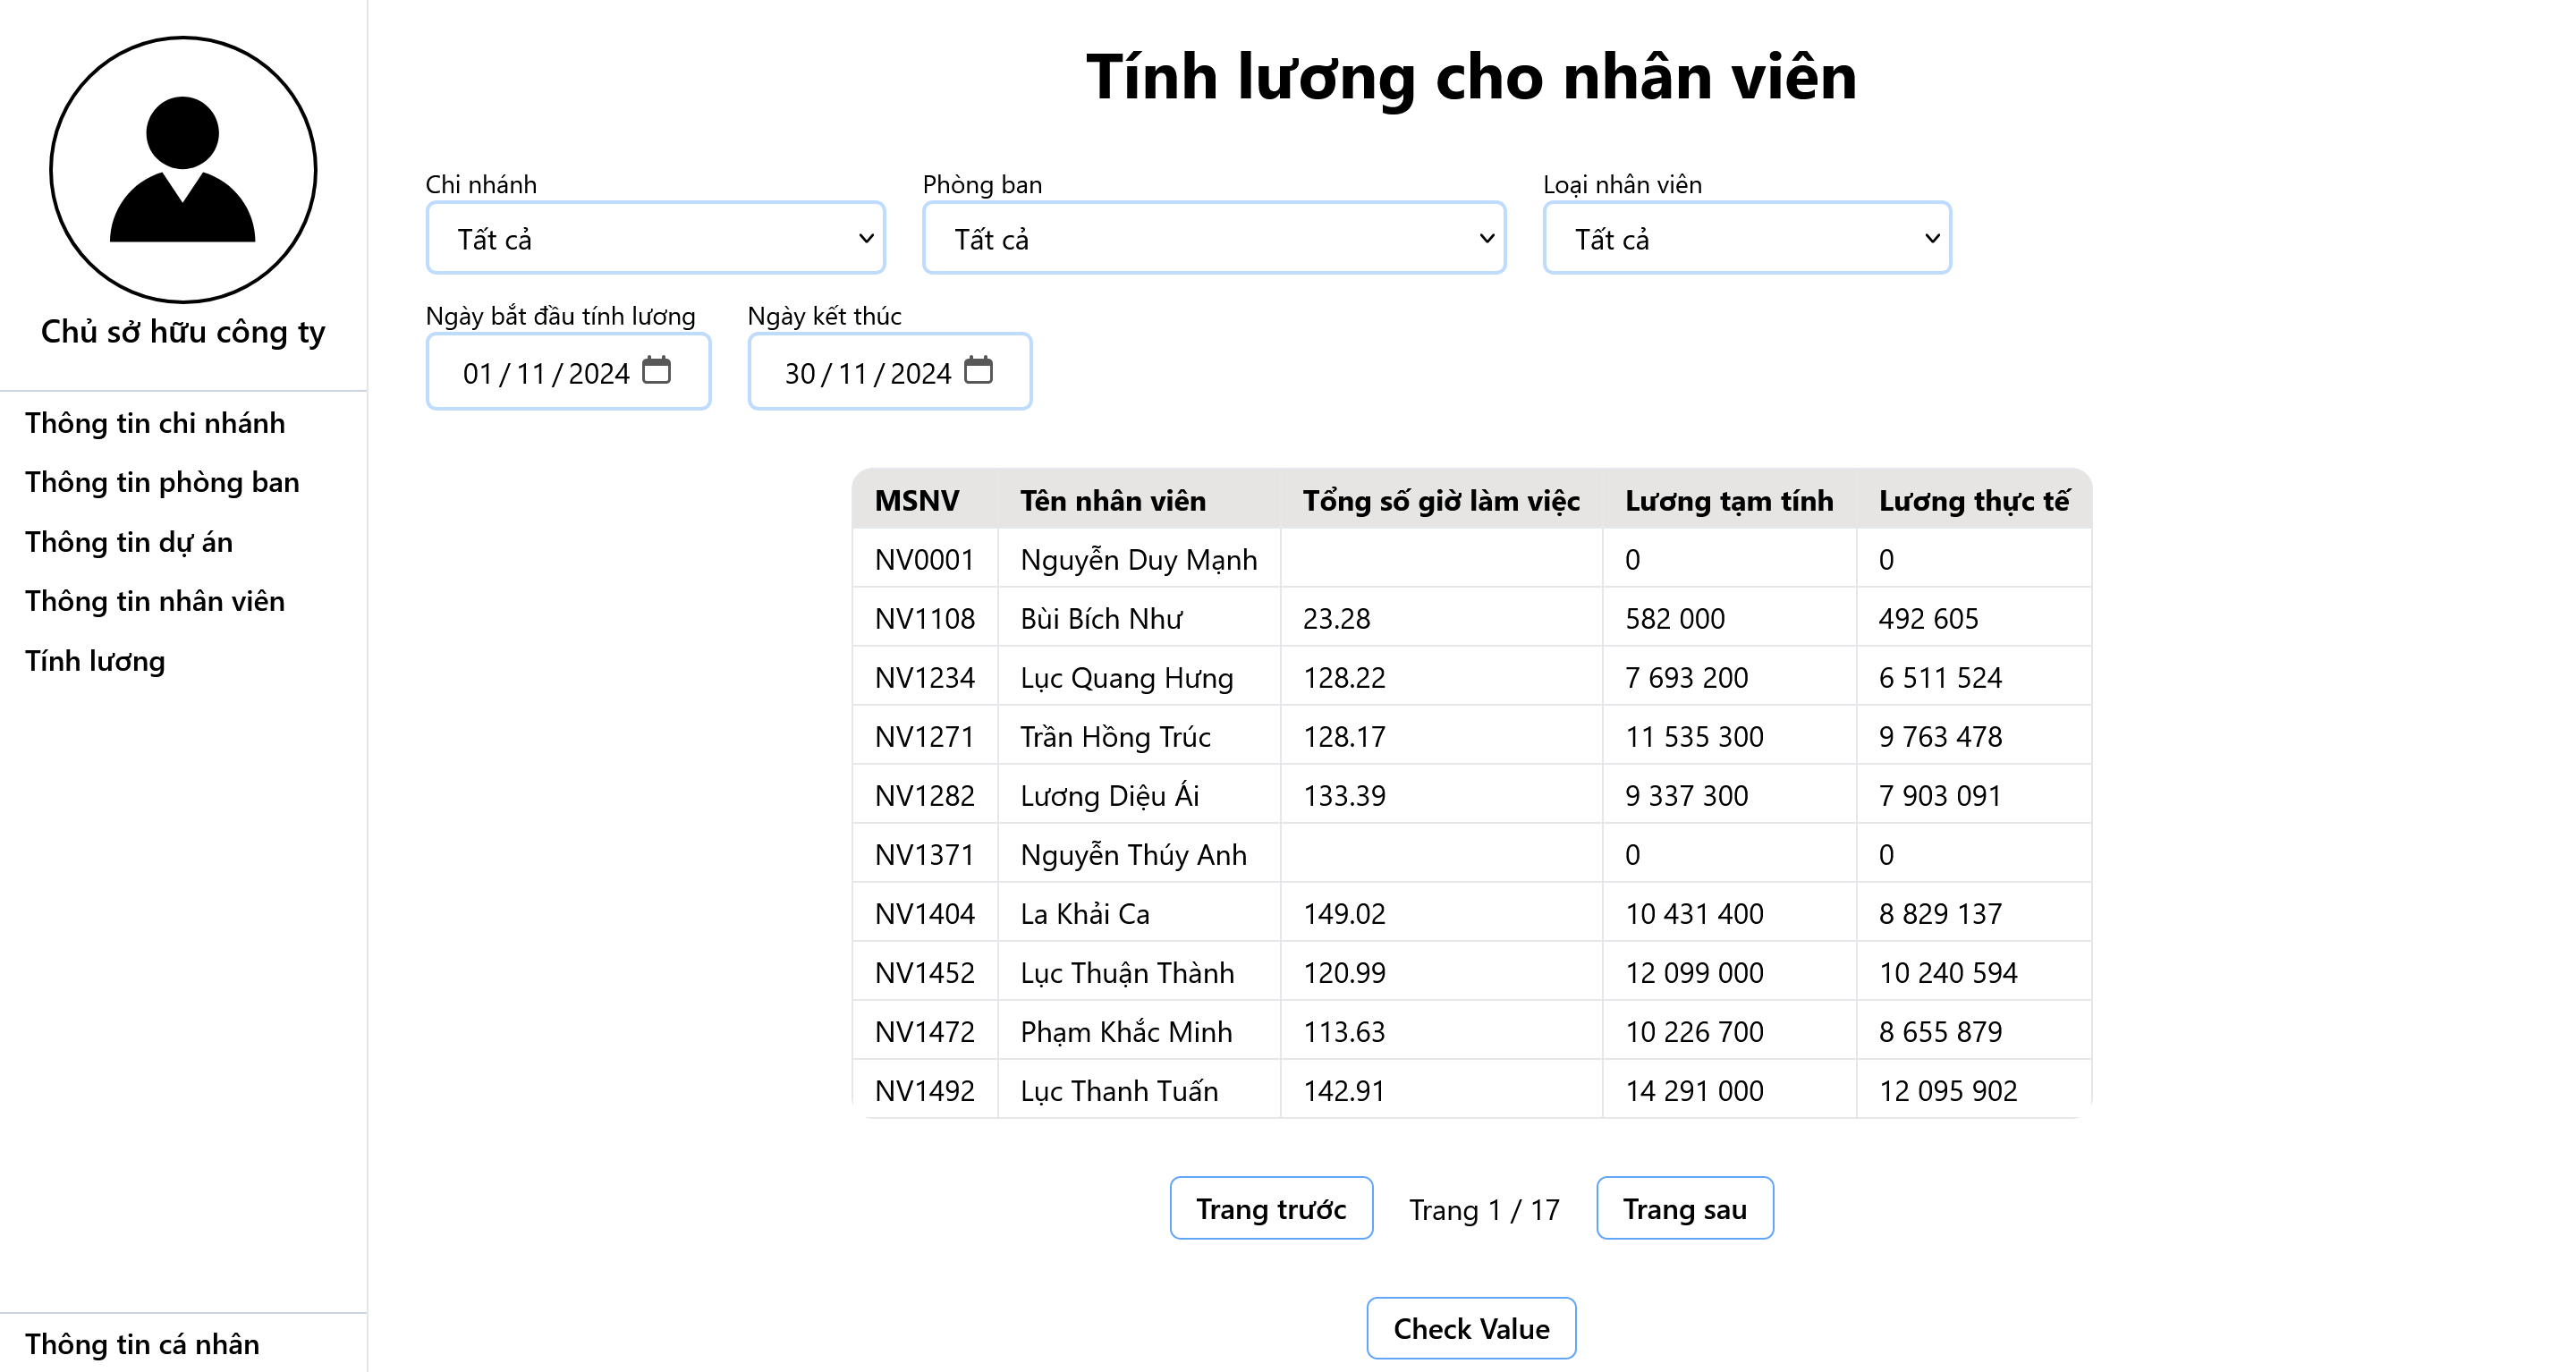 Chủ sở hữu công ty
Thông tin chi nhánh
Thông tin phòng ban
Thông tin dự án
Thông tin nhân viên
Tính lương
Thông tin cá nhân
Tính lương cho nhân viên
Chi nhánh Phòng ban Loại nhân viên
Tất cả Tất cả Tất cả
Ngày bắt đầu tính lương Ngày kết thúc
01/11/2024 30/11/2024
MSNV Tên nhân viên Tổng số giờ làm việc Lương tạm tính Lương thực tế
NV0001 Nguyễn Duy Mạnh 0 0
NV1108 Bùi Bích Như 23.28 582 000 492 605
NV1234 Lục Quang Hưng 128.22 7 693 200 6 511 524
NV1271 Trần Hồng Trúc 128.17 11 535 300 9 763 478
NV1282 Lương Diệu Ái 133.39 9 337 300 7 903 091
NV1371 Nguyễn Thúy Anh 0 0
NV1404 La Khải Ca 149.02 10 431 400 8 829 137
NV1452 Lục Thuận Thành 120.99 12 099 000 10 240 594
NV1472 Phạm Khắc Minh 113.63 10 226 700 8 655 879
NV1492 Lục Thanh Tuấn 142.91 14 291 000 12 095 902
Trang trước Trang 1 / 17 Trang sau
Check Value